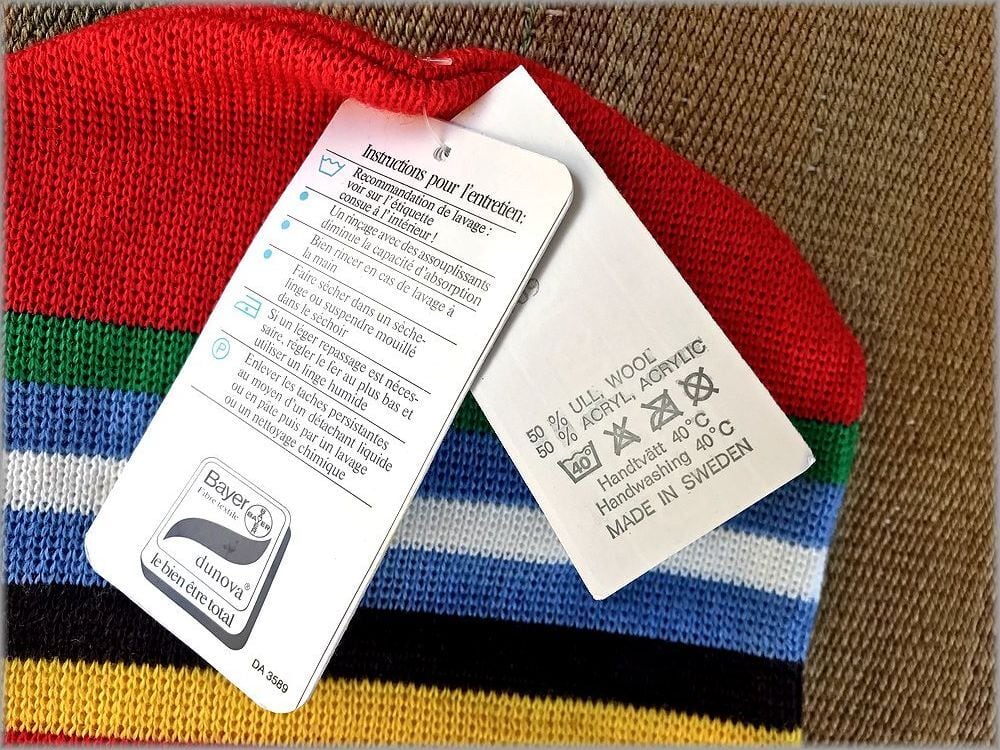 Instructions pour l'entretien:
Recommandation de lavage :
voir sur l'étiquette
consue à l'intérieur!
Un rinçage avec des assouplissants
diminue la capacité d'absorption
Bien rincer en cas de lavage à
la main
Faire sécher dans un sèche-
linge ou suspendre mouillé
dans le séchoir
Si un léger repassage est néces-
saire, régler le fer au plus bas et
utiliser un linge humide
P
Enlever les taches persistantes
au moyen d'un détachant liquide
ou en pâte puis par un lavage
ou un nettoyage chimique
Bayer
Fibre textile
BAYER
BAYER
dunova®
le bien être total
DA 3589
50 % ULL, WOOL
50 % ACRYL, ACRYLIC
40°
Handtvätt 40°C
Handwashing 40°C
MADE IN SWEDEN